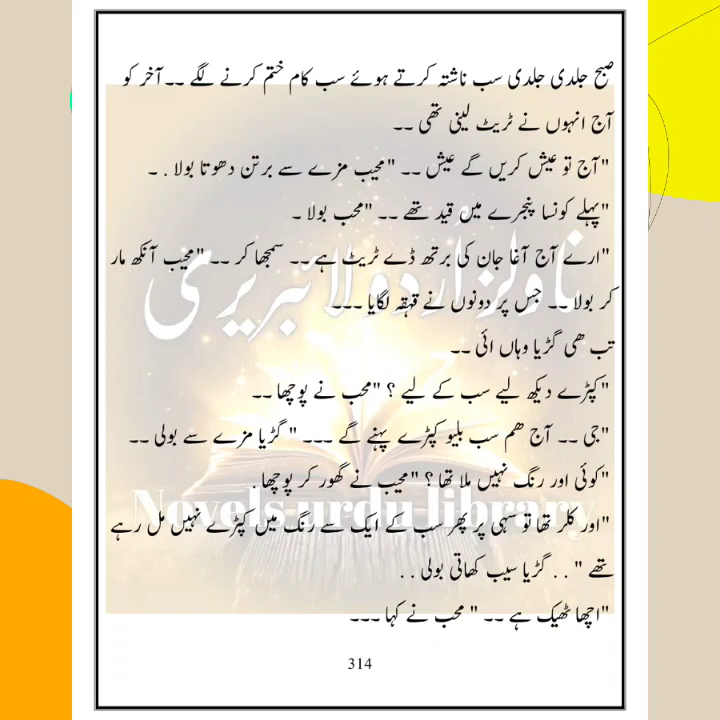 صبح جلدی جلدی سب ناشتہ کرتے ہوئے سب کام ختم کرنے لگے ۔۔آخر کو
آج انہوں نے ٹریٹ لینی تھی ۔۔
"آج تو عیش کریں گے عیش ۔۔ "مجیب مزے سے برتن دھوتا بولا . ۔
"پہلے کونسا پنجرے میں قید تھے ۔۔ "محب بولا ۔
"ارے آج آغا جان کی برتھ ڈے ٹریٹ ہے ۔۔ سمجھا کر ۔۔ "مجیب آنکھ مار
کر بولا ۔۔ جس پر دونوں نے قہقہ لگایا ۔۔۔
تب ھی گڑیا وہاں ائی ۔۔
"کپڑے دیکھ لیے سب کے لیے ؟ "محب نے پوچھا ۔۔
"جی ۔۔ آج ھم سب بلیو کپڑے پہنے گے ۔۔۔ " گڑیا مزے سے بولی ۔۔
"کوئی اور رنگ نہیں ملا تھا ؟ "مجیب نے گھور کر پوچھا .
"اور کلر تھا تو سہی پر پھر سب کے ایک سے رنگ میں کپڑے نہیں مل رہے
تھے " . . گڑیا سیب کھاتی بولی . .
"اچھا ٹھیک ہے ۔۔ " محب نے کہا ۔۔۔
ناولز اُردو لائبریری
Novels urdu library
314